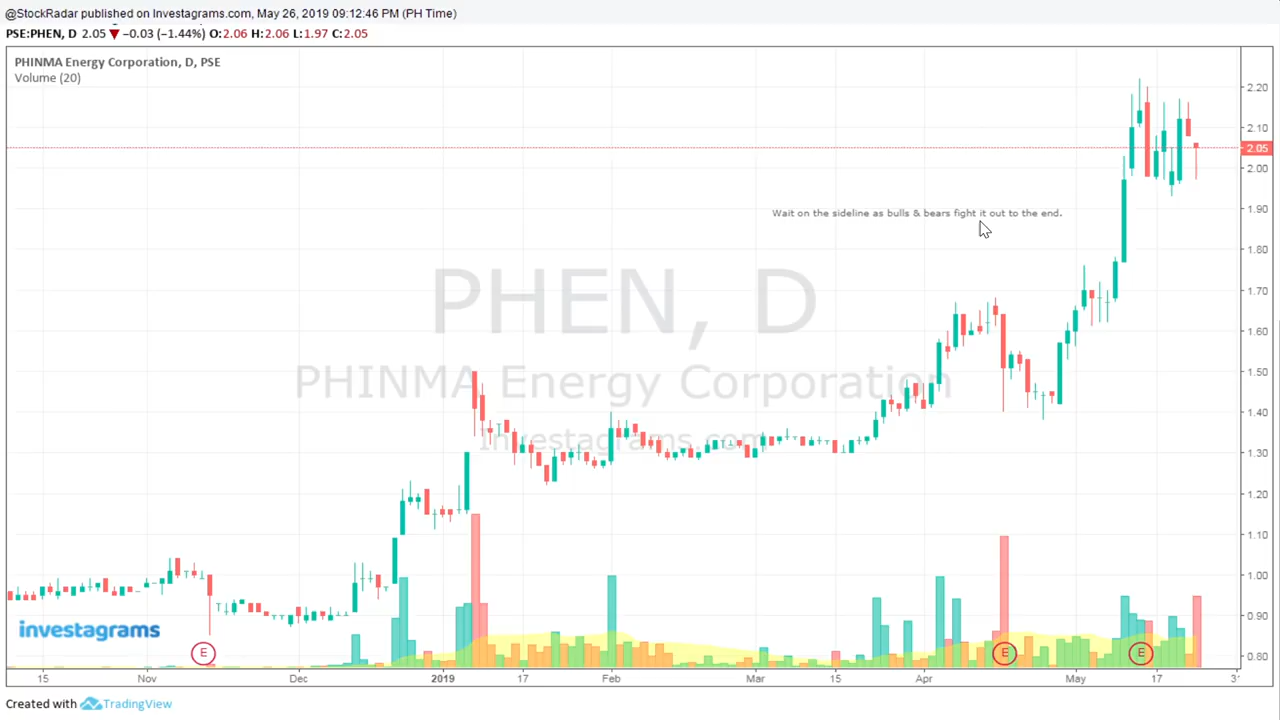 @StockRadar published on Investagrams.com, May 26, 2019 09:12:46 PM (PH Time)
PSE:PHEN, D 2.05 ▼ −0.03 (−1.44%) O:2.06 H:2.06 L:1.97 C:2.05
PHINMA Energy Corporation, D, PSE
Volume (20)
2.20
2.10
2.05
2.00
Wait on the sideline as bulls & bears fight it out to the end.
1.90
1.80
PHEN, D
1.70
1.60
PHINMA Energy Corporation
1.50
1.40
Investagrams.com
1.30
1.20
1.10
1.00
0.90
investagrams
E E E
0.80
15 Nov Dec 2019 17 Feb Mar 15 Apr May 17
Created with TradingView